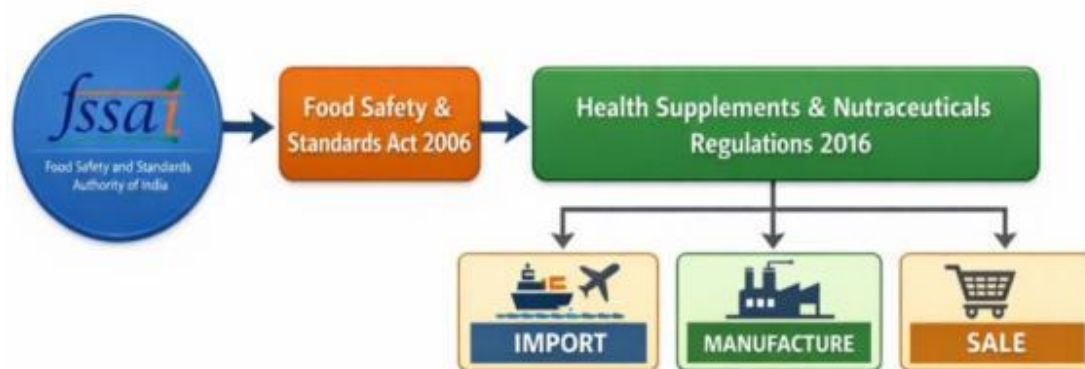 fssai
Food Safety and Standards
Authority of India
Food Safety &
Standards Act 2006
Health Supplements & Nutraceuticals
Regulations 2016
IMPORT
MANUFACTURE
SALE